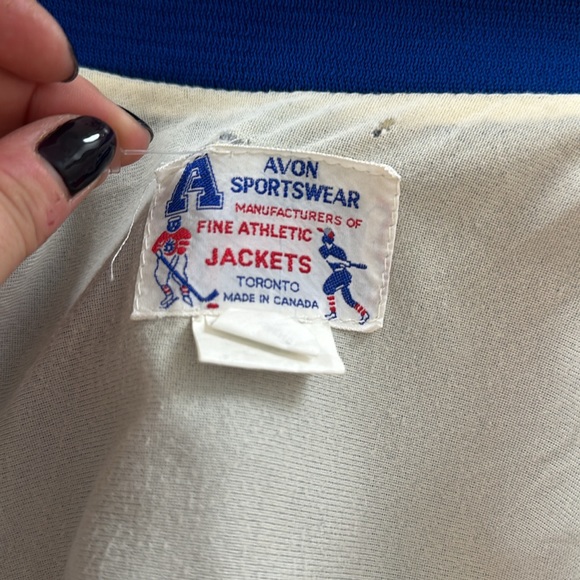 A
AVON
SPORTSWEAR
MANUFACTURERS OF
FINE ATHLETIC
JACKETS
TORONTO
MADE IN CANADA